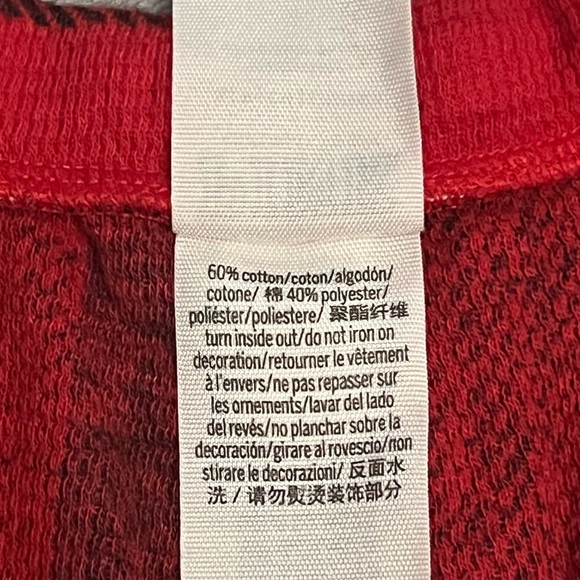 60% cotton/coton/algodón/
cotone/ 棉 40% polyester/
poliéster/poliestere/ 聚酯纤维
turn inside out/do not iron on
decoration/retourner le vêtement
à l'envers/ne pas repasser sur
les ornements/lavar del lado
del revés/no planchar sobre la
decoración/girare al rovescio/non
stirare le decorazioni/ 反面水
洗 / 请勿熨烫装饰部分